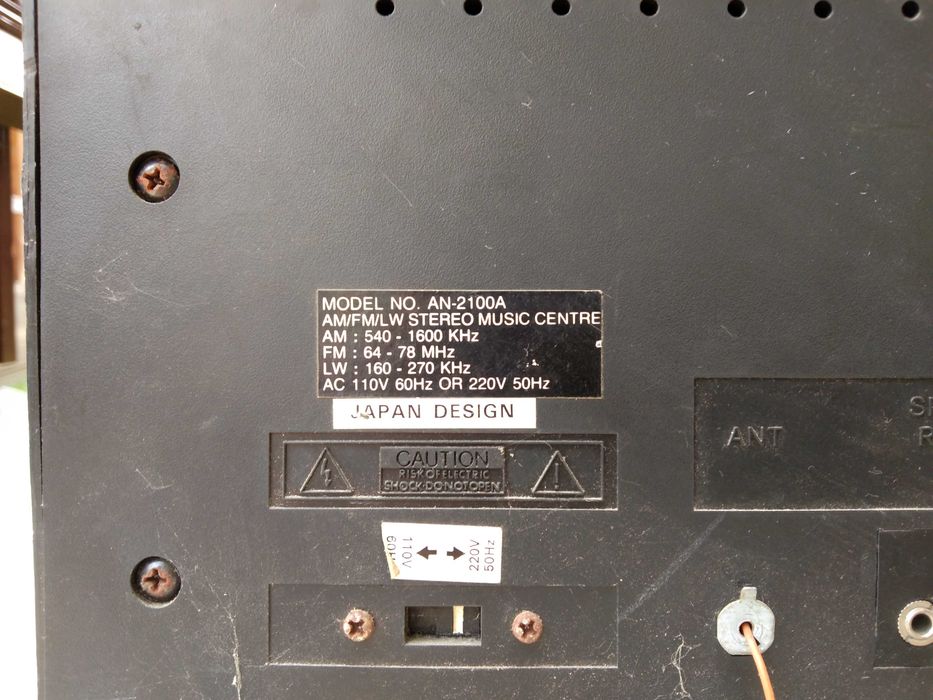 MODEL NO. AN-2100A
AM/FM/LW STEREO MUSIC CENTRE
AM : 540 - 1600 KHz
FM : 64 - 78 MHz
LW : 160 - 270 KHz
AC 110V 60Hz OR 220V 50Hz
JAPAN DESIGN
CAUTION
RISK OF ELECTRIC
SHOCK·DO·NOT OPEN
ANT
110V
220V
50Hz